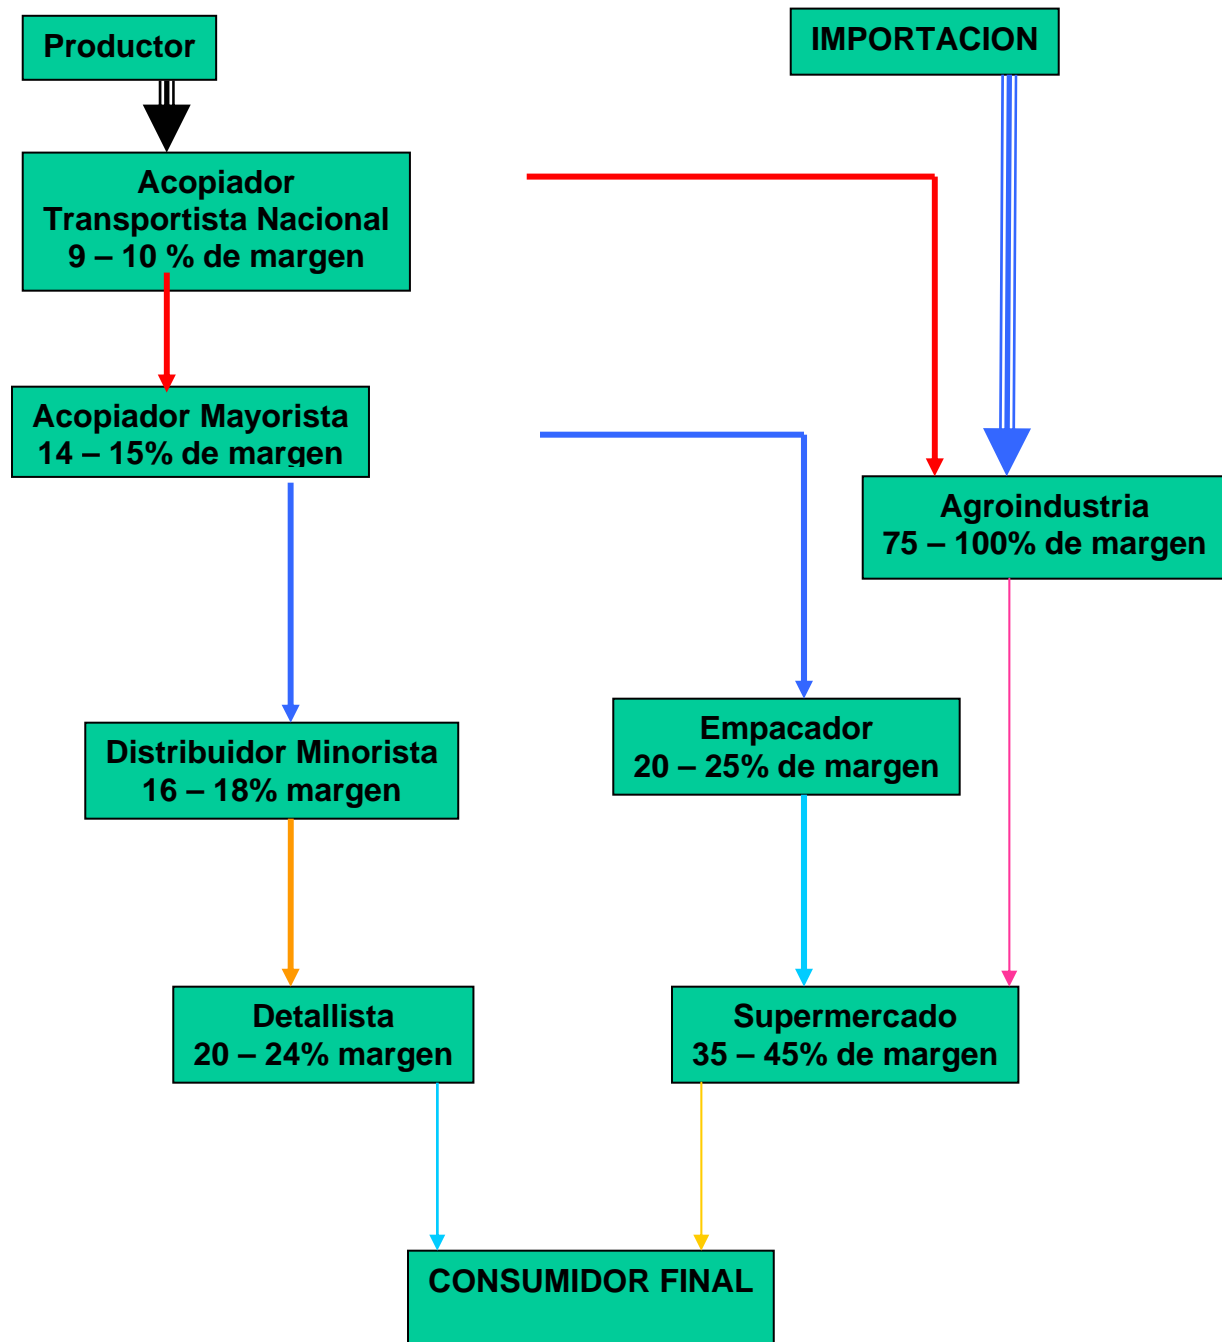 Productor
IMPORTACION
Acopiador
Transportista Nacional
9 – 10 % de margen
Acopiador Mayorista
14 – 15% de margen
Agroindustria
75 – 100% de margen
Distribuidor Minorista
16 – 18% margen
Empacador
20 – 25% de margen
Detallista
20 – 24% margen
Supermercado
35 – 45% de margen
CONSUMIDOR FINAL